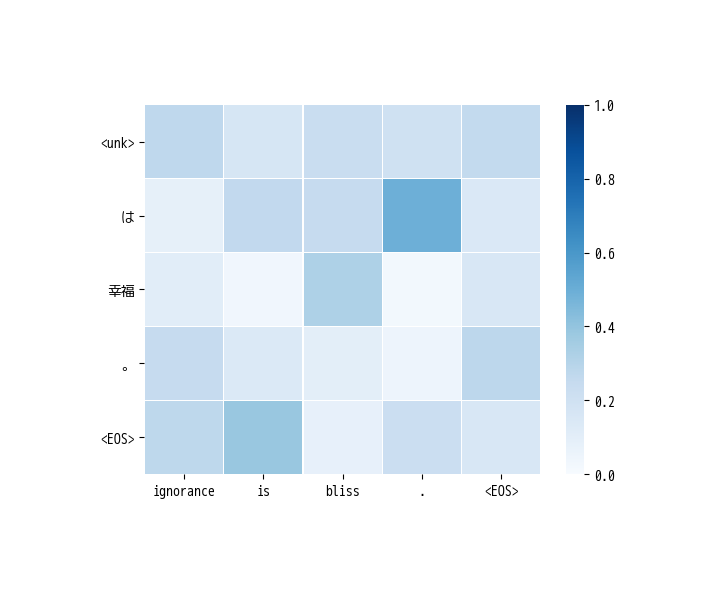 <unk>
は
幸福
。
<EOS>
ignorance is bliss . <EOS>
1.0
0.8
0.6
0.4
0.2
0.0